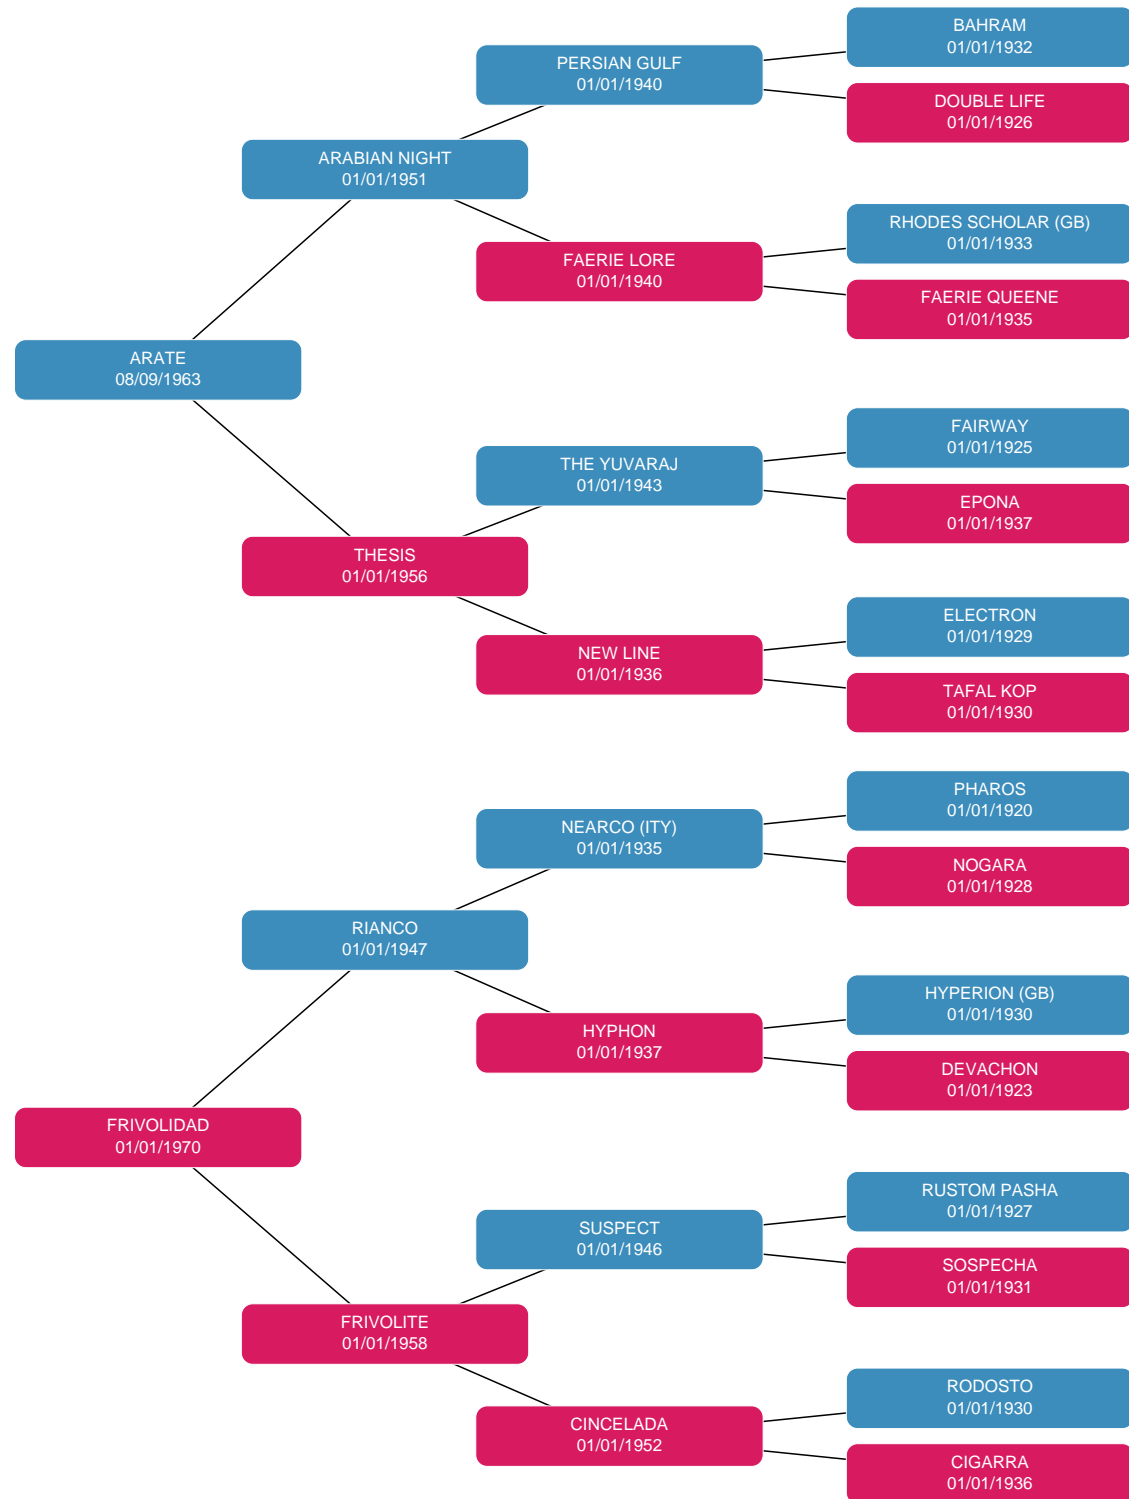 BAHRAM
01/01/1932
PERSIAN GULF
01/01/1940
DOUBLE LIFE
01/01/1926
ARABIAN NIGHT
01/01/1951
RHODES SCHOLAR (GB)
01/01/1933
FAERIE LORE
01/01/1940
FAERIE QUEENE
01/01/1935
ARATE
08/09/1963
FAIRWAY
01/01/1925
THE YUVARAJ
01/01/1943
EPONA
01/01/1937
THESIS
01/01/1956
ELECTRON
01/01/1929
NEW LINE
01/01/1936
TAFAL KOP
01/01/1930
PHAROS
01/01/1920
NEARCO (ITY)
01/01/1935
NOGARA
01/01/1928
RIANCO
01/01/1947
HYPERION (GB)
01/01/1930
HYPHON
01/01/1937
DEVACHON
01/01/1923
FRIVOLIDAD
01/01/1970
RUSTOM PASHA
01/01/1927
SUSPECT
01/01/1946
SOSPECHA
01/01/1931
FRIVOLITE
01/01/1958
RODOSTO
01/01/1930
CINCELADA
01/01/1952
CIGARRA
01/01/1936